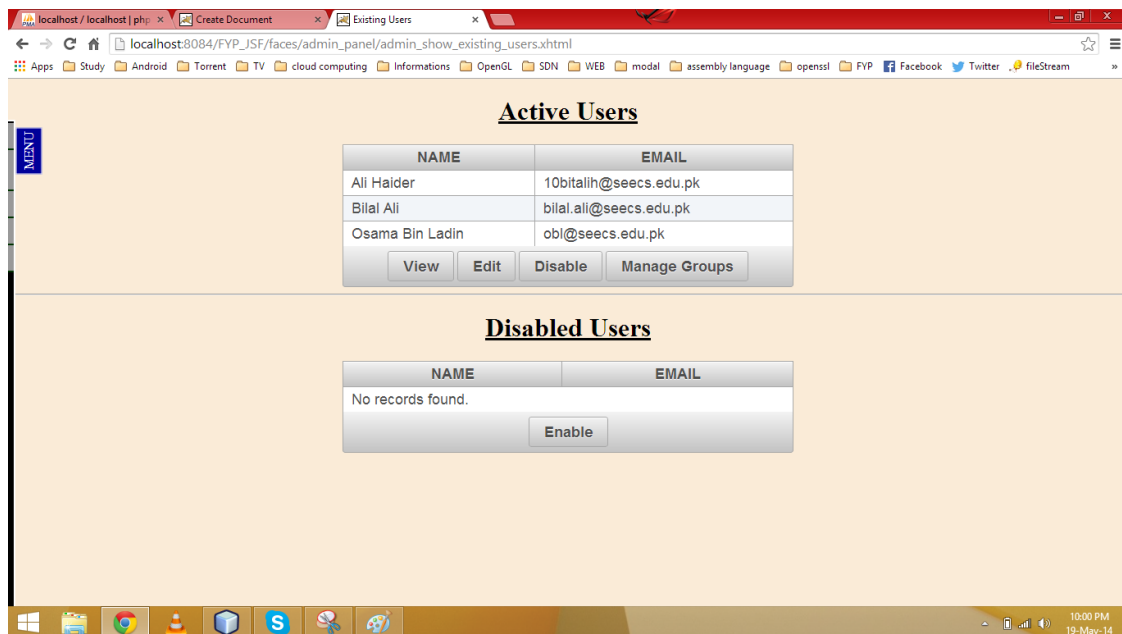 localhost / localhost | php
Create Document
Existing Users
localhost:8084/FYP_JSF/faces/admin_panel/admin_show_existing_users.xhtml
Apps Study Android Torrent TV cloud computing Informations OpenGL SDN WEB modal assembly language openssl FYP Facebook Twitter fileStream »
MENU
Active Users
NAME EMAIL
Ali Haider 10bitalih@seecs.edu.pk
Bilal Ali bilal.ali@seecs.edu.pk
Osama Bin Ladin obl@seecs.edu.pk
View Edit Disable Manage Groups
Disabled Users
NAME EMAIL
No records found.
Enable
10:00 PM
19-May-14